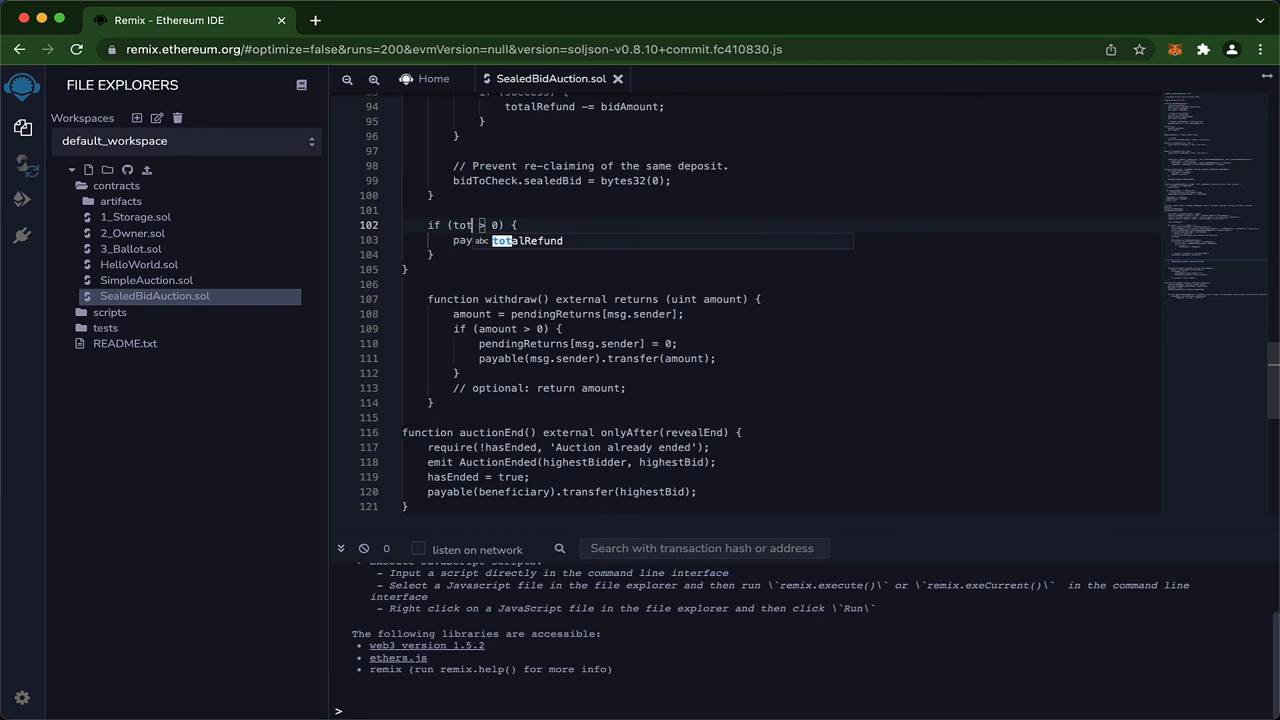 Remix - Ethereum IDE
remix.ethereum.org/#optimize=false&runs=200&evmVersion=null&version=soljson-v0.8.10+commit.fc410830.js
FILE EXPLORERS
Home
SealedBidAuction.sol
Workspaces
default_workspace
contracts
artifacts
1_Storage.sol
2_Owner.sol
3_Ballot.sol
HelloWorld.sol
SimpleAuction.sol
SealedBidAuction.sol
scripts
tests
README.txt
93 if (success) {
94 totalRefund -= bidAmount;
95 }
96 }
97
98 // Prevent re-claiming of the same deposit.
99 bidToCheck.sealedBid = bytes32(0);
100 }
101
102 if (tot > 0)
103 pay abc totalRefund
104 }
105 }
106
107 function withdraw() external returns (uint amount) {
108 amount = pendingReturns[msg.sender];
109 if (amount > 0) {
110 pendingReturns[msg.sender] = 0;
111 payable(msg.sender).transfer(amount);
112 }
113 // optional: return amount;
114 }
115
116 function auctionEnd() external onlyAfter(revealEnd) {
117 require(!hasEnded, 'Auction already ended');
118 emit AuctionEnded(highestBidder, highestBid);
119 hasEnded = true;
120 payable(beneficiary).transfer(highestBid);
121 }
0
listen on network
Search with transaction hash or address
• Execute JavaScript scripts:
- Input a script directly in the command line interface
- Select a Javascript file in the file explorer and then run \`remix.execute()\` or \`remix.exeCurrent()\` in the command line
interface
- Right click on a JavaScript file in the file explorer and then click \`Run\`
The following libraries are accessible:
• web3 version 1.5.2
• ethers.js
• remix (run remix.help() for more info)
>